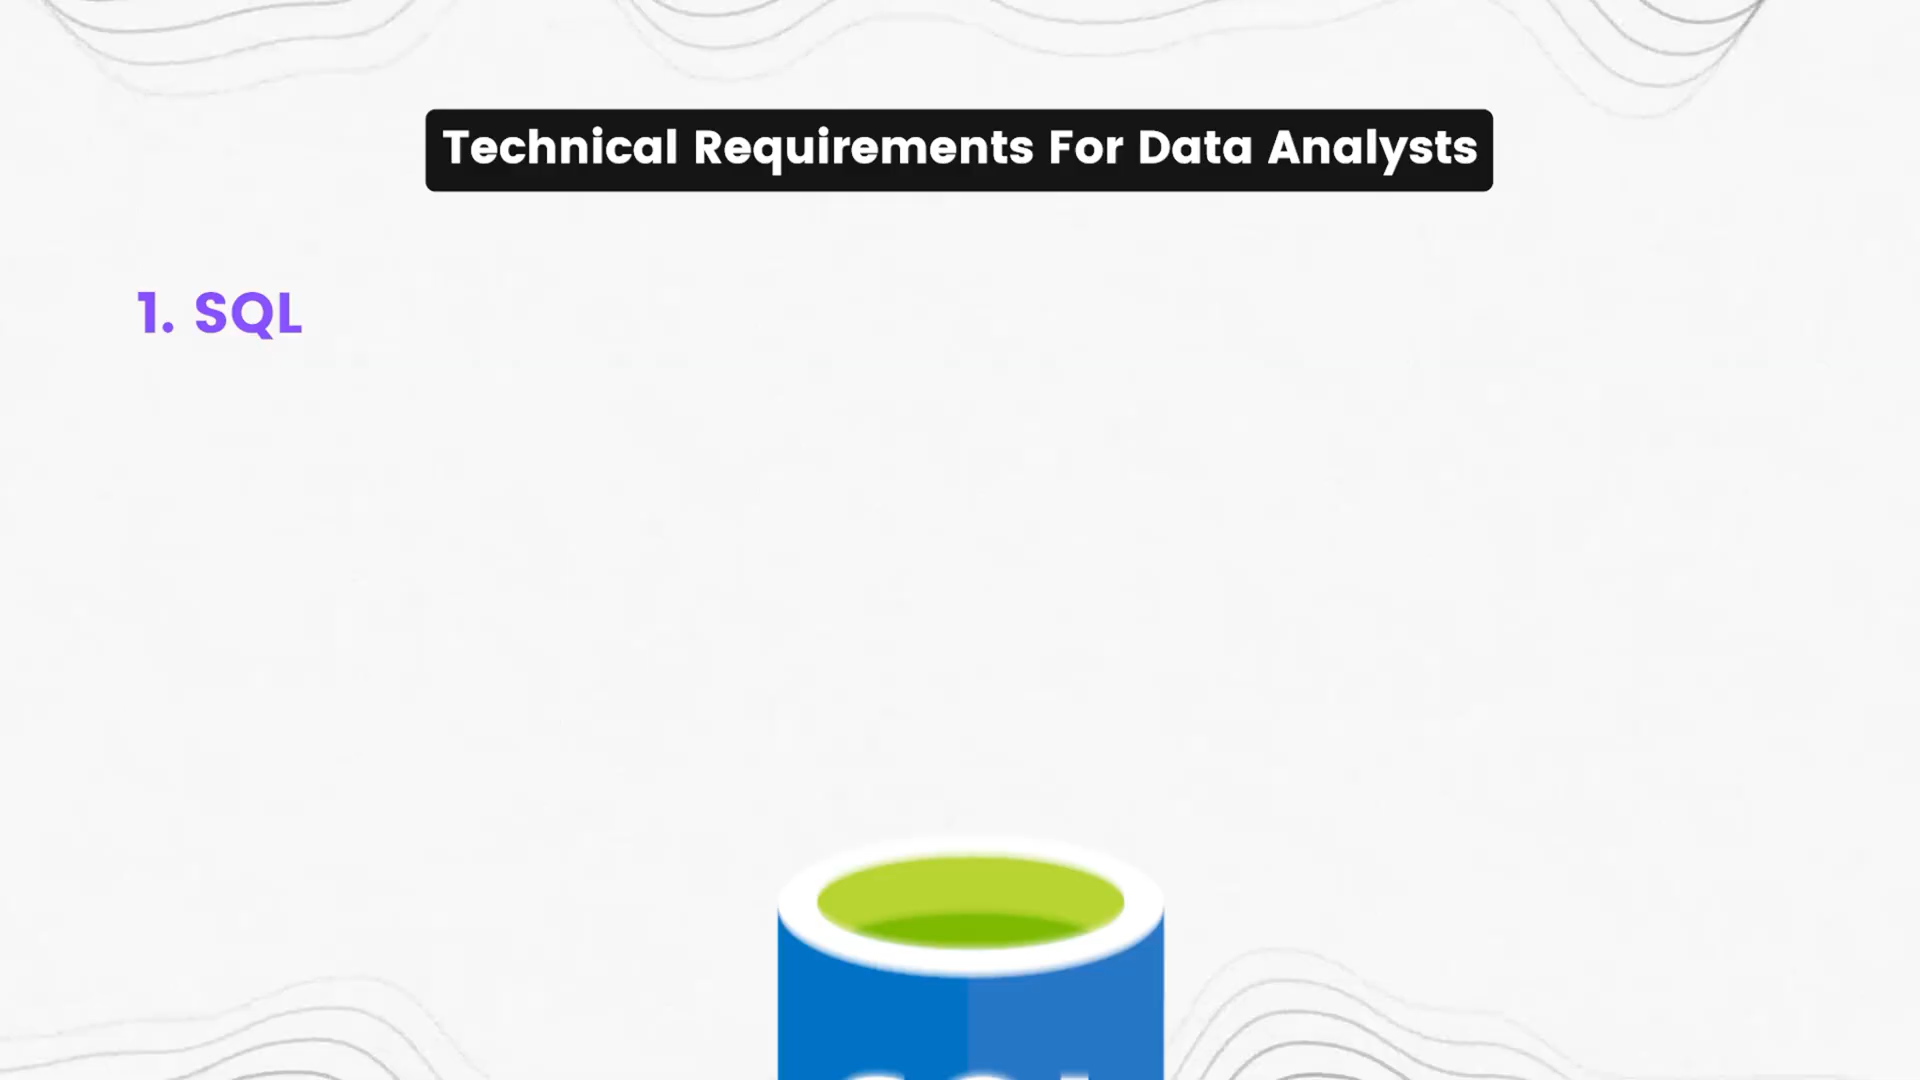 Technical Requirements For Data Analysts
1. SQL